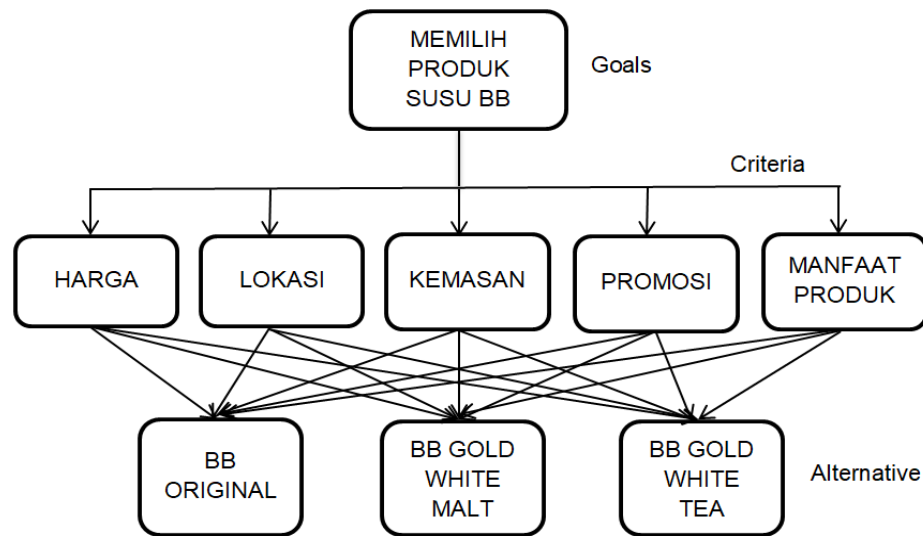 MEMILIH
PRODUK
SUSU BB
Goals
Criteria
HARGA
LOKASI
KEMASAN
PROMOSI
MANFAAT
PRODUK
BB
ORIGINAL
BB GOLD
WHITE
MALT
BB GOLD
WHITE
TEA
Alternative